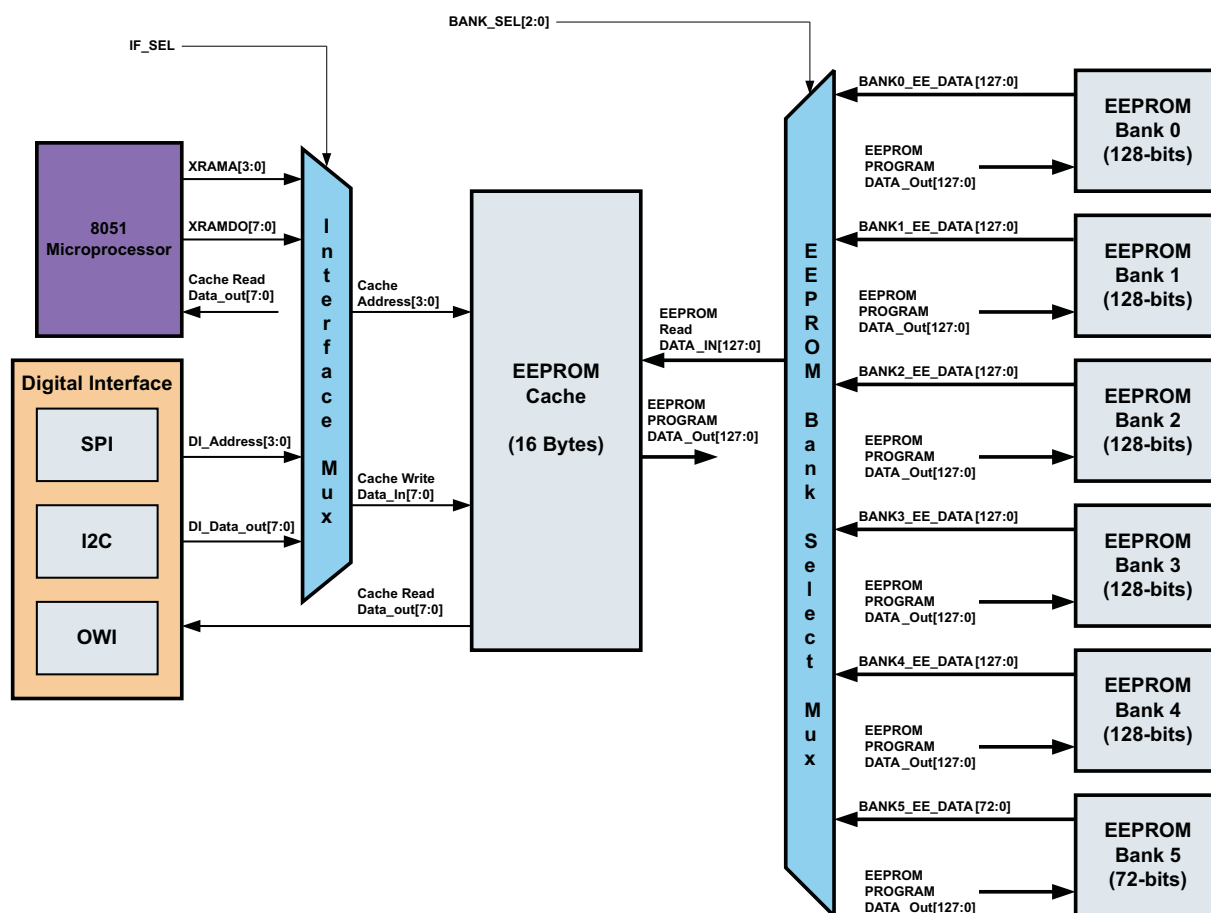 BANK_SEL[2:0]
IF_SEL
8051
Microprocessor
XRAMA[3:0]
XRAMDO[7:0]
Cache Read
Data_out[7:0]
Digital Interface
SPI
I2C
OWI
DI_Address[3:0]
DI_Data_out[7:0]
Interface Mux
Cache
Address[3:0]
Cache Write
Data_In[7:0]
Cache Read
Data_out[7:0]
EEPROM
Cache
(16 Bytes)
EEPROM
Read
DATA_IN[127:0]
EEPROM
PROGRAM
DATA_Out[127:0]
EEPROM Bank Select Mux
BANK0_EE_DATA[127:0]
EEPROM
PROGRAM
DATA_Out[127:0]
EEPROM
Bank 0
(128-bits)
BANK1_EE_DATA[127:0]
EEPROM
PROGRAM
DATA_Out[127:0]
EEPROM
Bank 1
(128-bits)
BANK2_EE_DATA[127:0]
EEPROM
PROGRAM
DATA_Out[127:0]
EEPROM
Bank 2
(128-bits)
BANK3_EE_DATA[127:0]
EEPROM
PROGRAM
DATA_Out[127:0]
EEPROM
Bank 3
(128-bits)
BANK4_EE_DATA[127:0]
EEPROM
PROGRAM
DATA_Out[127:0]
EEPROM
Bank 4
(128-bits)
BANK5_EE_DATA[72:0]
EEPROM
PROGRAM
DATA_Out[127:0]
EEPROM
Bank 5
(72-bits)